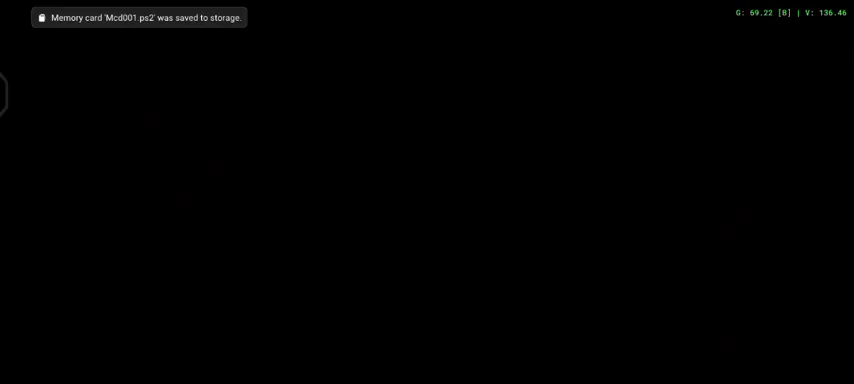 Memory card 'Mcd001.ps2' was saved to storage.
G: 69.22 [B] | V: 136.46